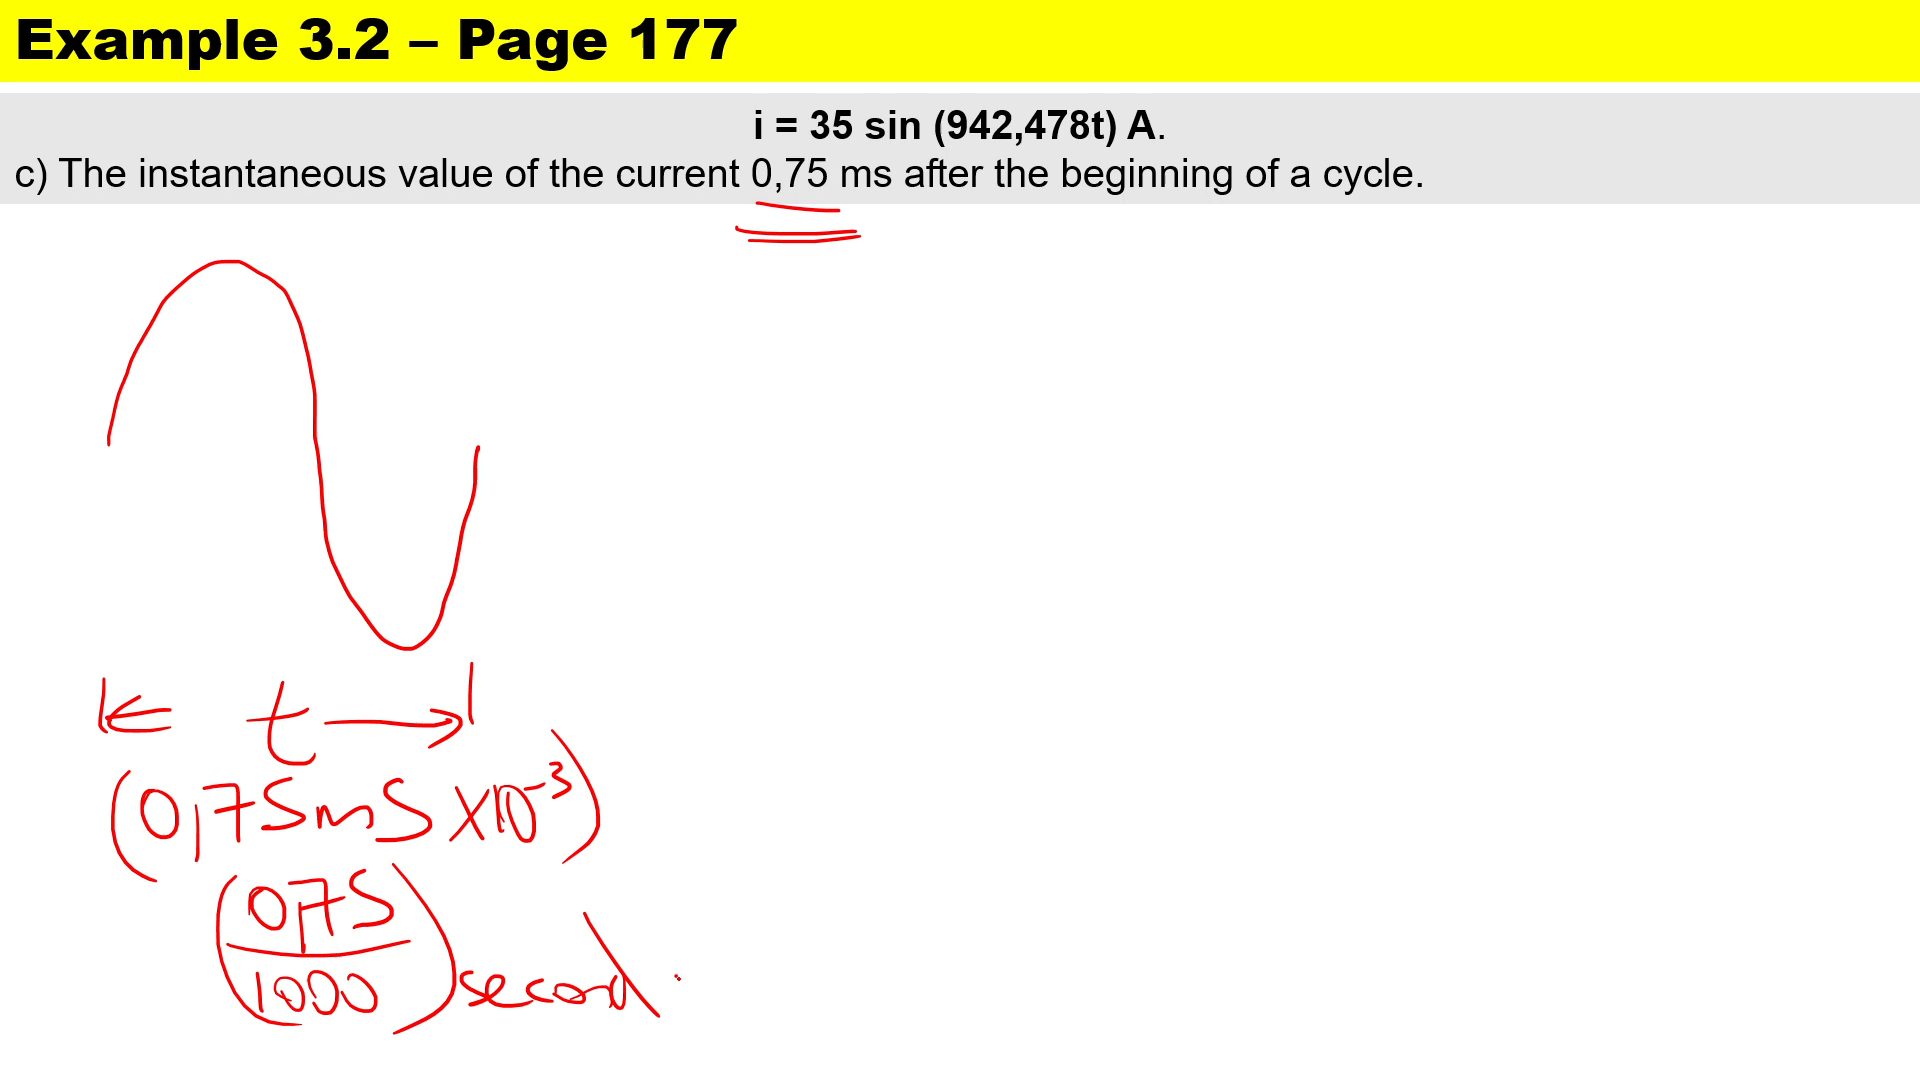 Example 3.2 – Page 177
i = 35 sin (942,478t) A.
c) The instantaneous value of the current 0,75 ms after the beginning of a cycle.
t
(0,75mS ×10⁻³)
(0,75
1000) second